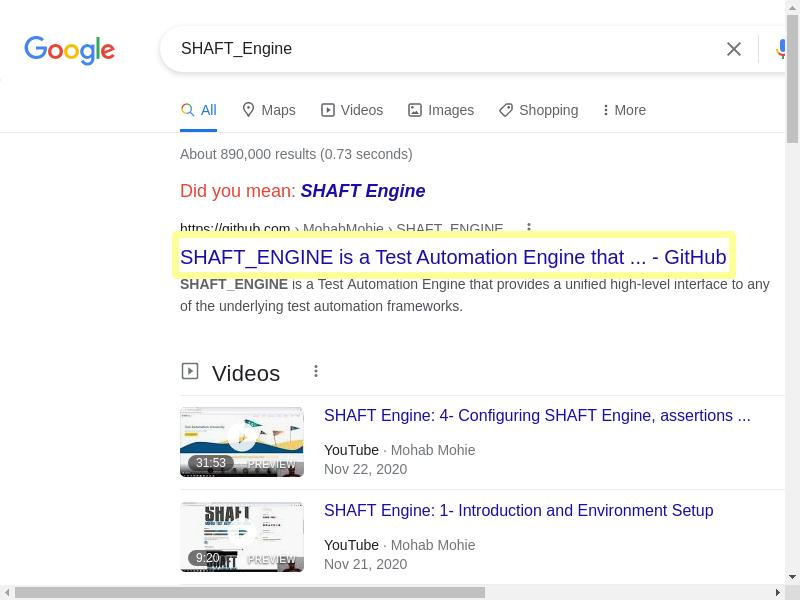 Google
SHAFT_Engine
All Maps Videos Images Shopping More
About 890,000 results (0.73 seconds)
Did you mean: SHAFT Engine
https://github.com › MohabMohie › SHAFT_ENGINE
SHAFT_ENGINE is a Test Automation Engine that ... - GitHub
SHAFT_ENGINE is a Test Automation Engine that provides a unified high-level interface to any
of the underlying test automation frameworks.
Videos
SHAFT Engine: 4- Configuring SHAFT Engine, assertions ...
YouTube · Mohab Mohie
31:53 PREVIEW
Nov 22, 2020
SHAFT Engine: 1- Introduction and Environment Setup
SHAFT
YouTube · Mohab Mohie
9:20 PREVIEW
Nov 21, 2020